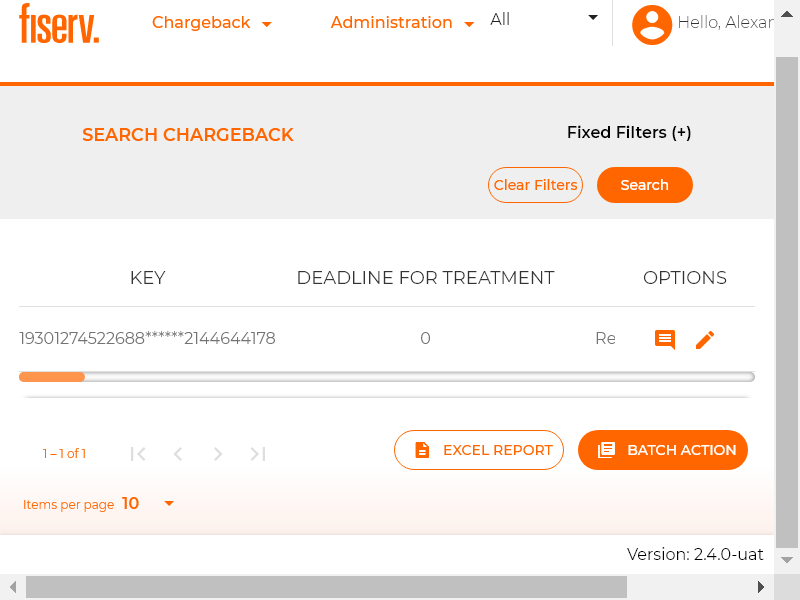 fiserv.
Chargeback
Administration
All
Hello, Alexan
SEARCH CHARGEBACK
Fixed Filters (+)
Clear Filters
Search
KEY
DEADLINE FOR TREATMENT
OPTIONS
19301274522688******2144644178
0
Re
1 – 1 of 1
EXCEL REPORT
BATCH ACTION
Items per page 10
Version: 2.4.0-uat